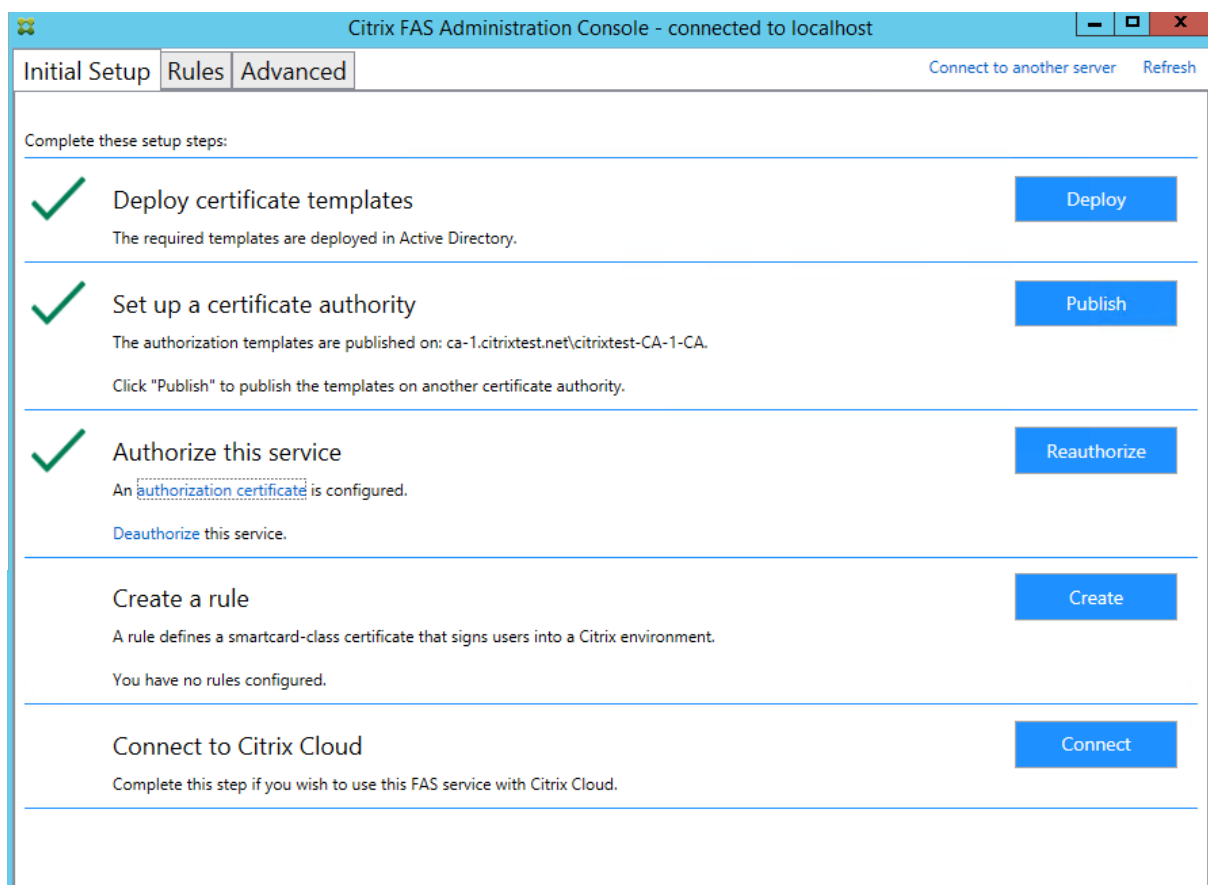 Citrix FAS Administration Console - connected to localhost
Initial Setup Rules Advanced Connect to another server Refresh
Complete these setup steps:
Deploy certificate templates Deploy
The required templates are deployed in Active Directory.
Set up a certificate authority Publish
The authorization templates are published on: ca-1.citrixtest.net\citrixtest-CA-1-CA.
Click "Publish" to publish the templates on another certificate authority.
Authorize this service Reauthorize
An authorization certificate is configured.
Deauthorize this service.
Create a rule Create
A rule defines a smartcard-class certificate that signs users into a Citrix environment.
You have no rules configured.
Connect to Citrix Cloud Connect
Complete this step if you wish to use this FAS service with Citrix Cloud.